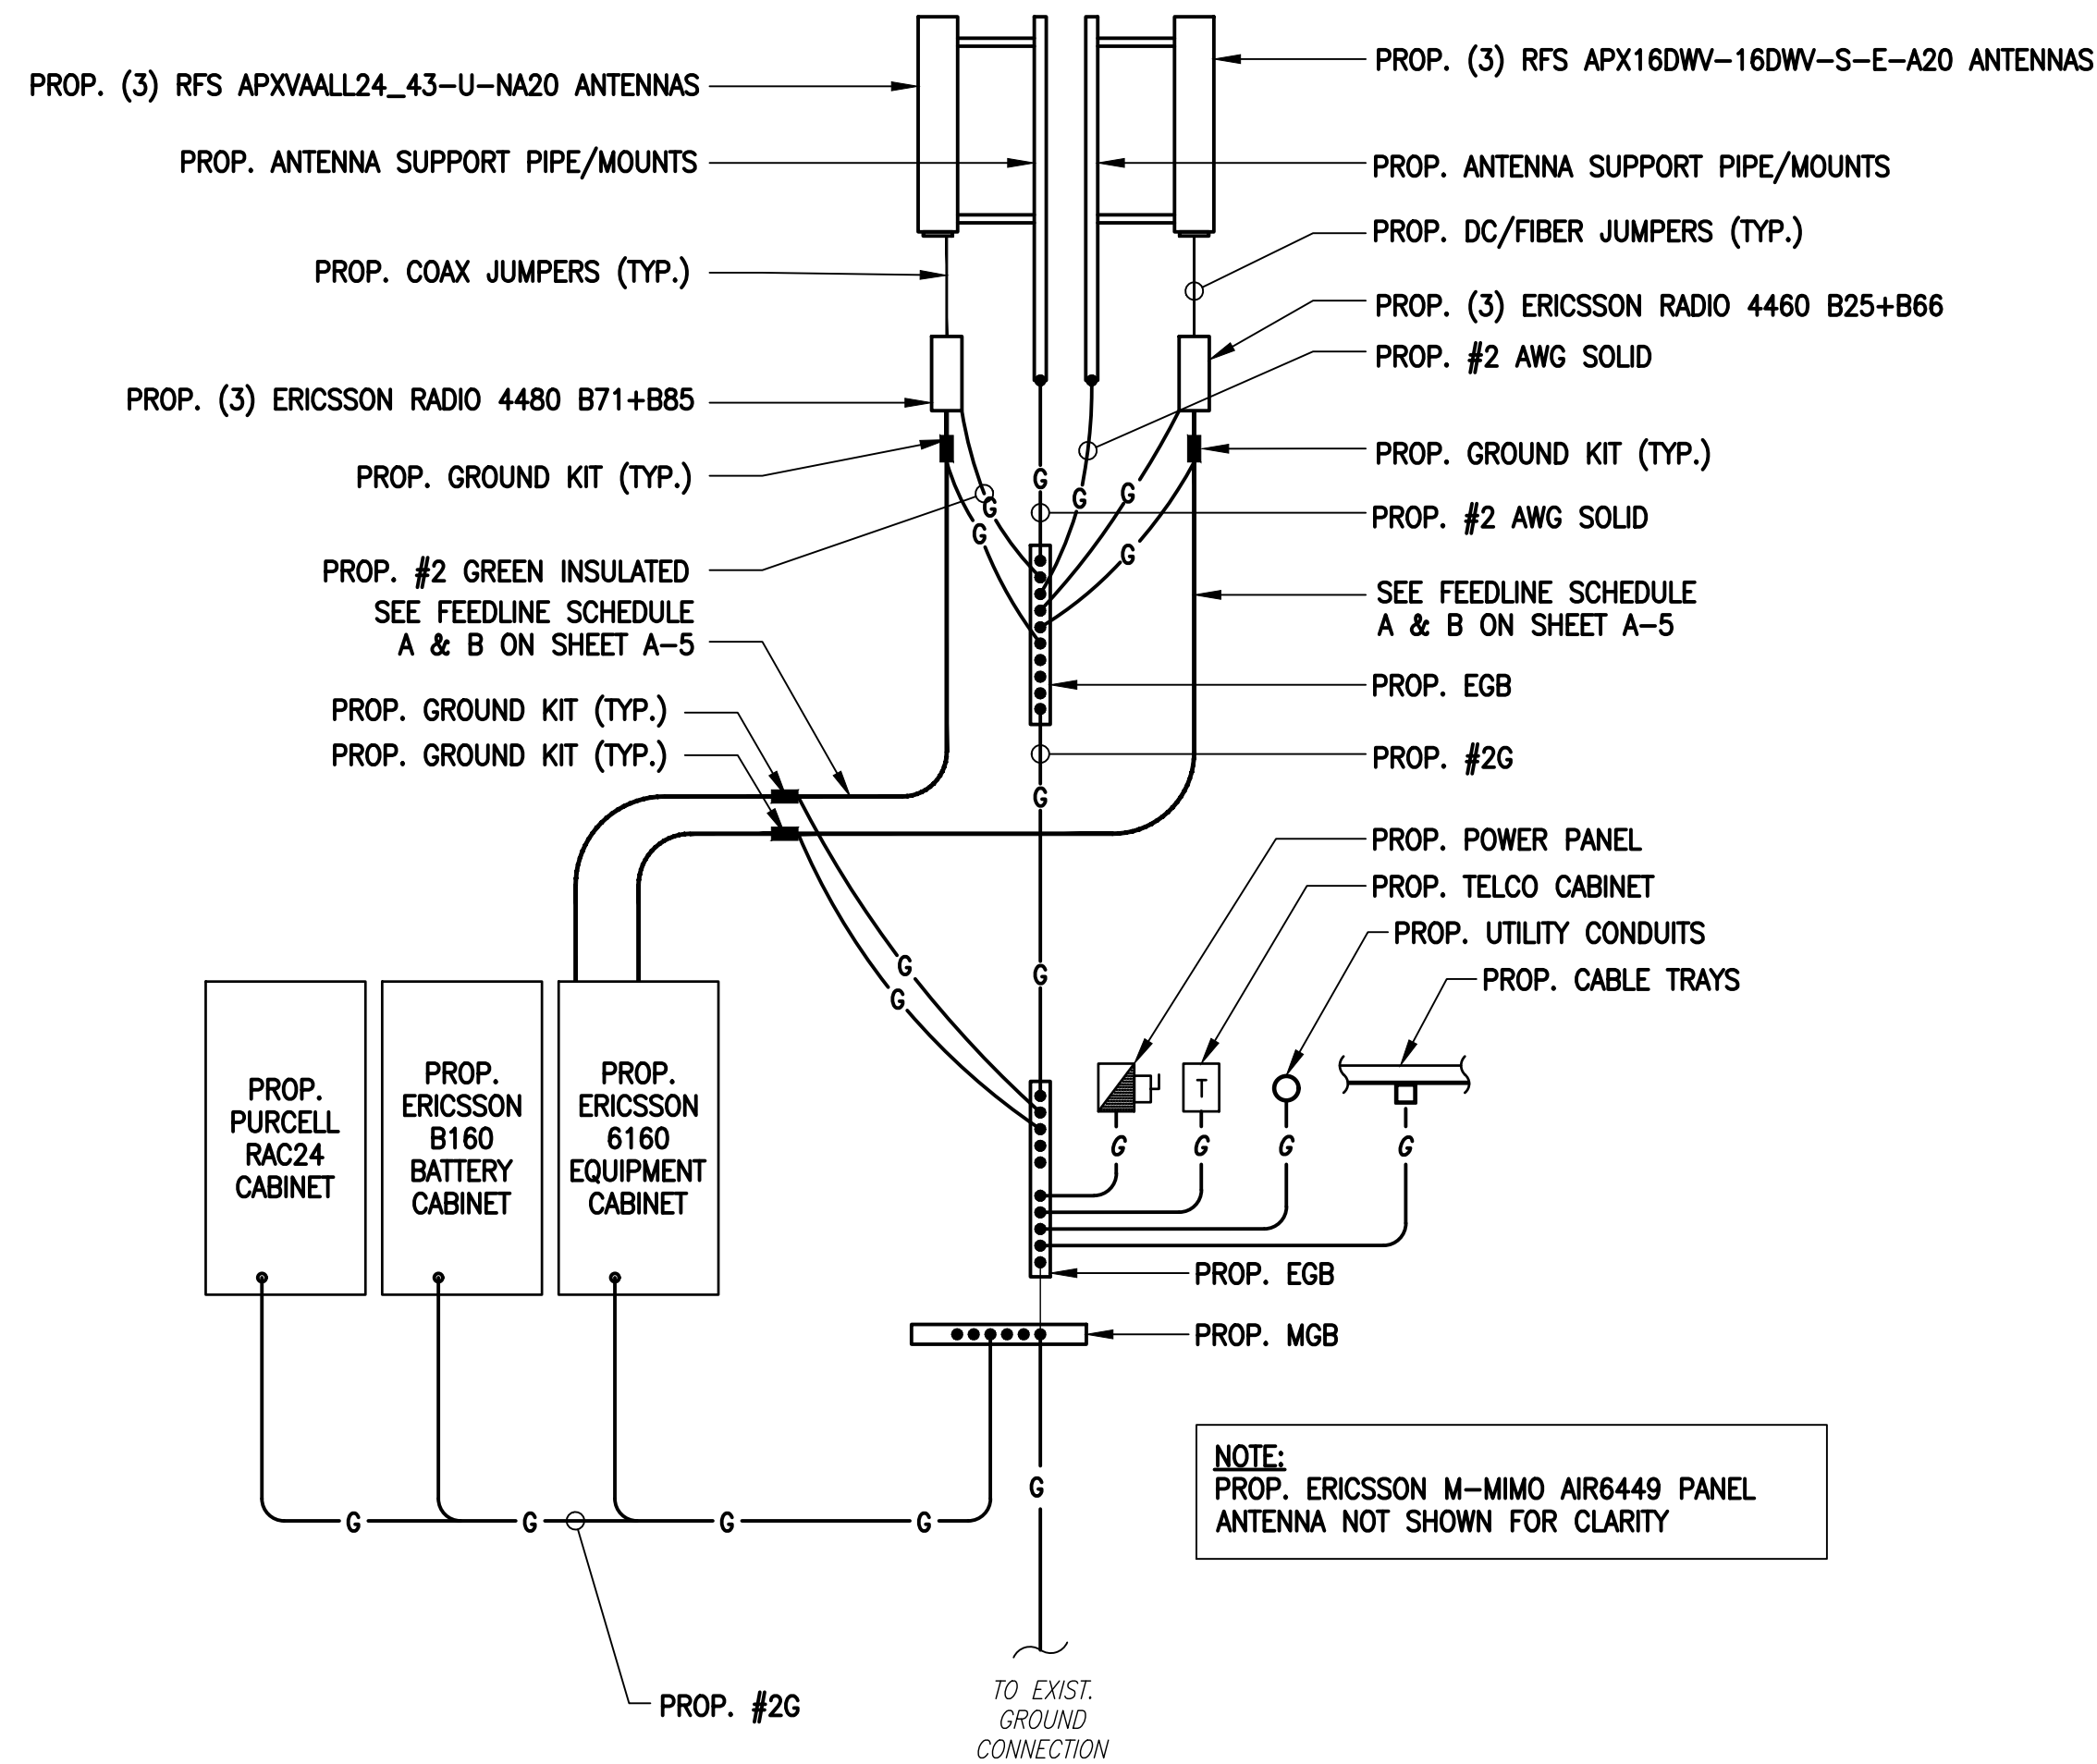 PROP. (3) RFS APXVAALL24_43-U-NA20 ANTENNAS
PROP. ANTENNA SUPPORT PIPE/MOUNTS
PROP. COAX JUMPERS (TYP.)
PROP. (3) ERICSSON RADIO 4480 B71+B85
PROP. GROUND KIT (TYP.)
PROP. #2 GREEN INSULATED
SEE FEEDLINE SCHEDULE
A & B ON SHEET A-5
PROP. GROUND KIT (TYP.)
PROP. GROUND KIT (TYP.)
PROP. (3) RFS APX16DWV-16DWV-S-E-A20 ANTENNAS
PROP. ANTENNA SUPPORT PIPE/MOUNTS
PROP. DC/FIBER JUMPERS (TYP.)
PROP. (3) ERICSSON RADIO 4460 B25+B66
PROP. #2 AWG SOLID
PROP. GROUND KIT (TYP.)
PROP. #2 AWG SOLID
SEE FEEDLINE SCHEDULE
A & B ON SHEET A-5
PROP. EGB
PROP. #2G
PROP. POWER PANEL
PROP. TELCO CABINET
PROP. UTILITY CONDUITS
PROP. CABLE TRAYS
G
G
G
G
G
G
G
G
G
G
T
G
G
G
G
PROP.
PURCELL
RAC24
CABINET
PROP.
ERICSSON
B160
BATTERY
CABINET
PROP.
ERICSSON
6160
EQUIPMENT
CABINET
PROP. EGB
PROP. MGB
G
G
G
G
G
NOTE:
PROP. ERICSSON M-MIMO AIR6449 PANEL
ANTENNA NOT SHOWN FOR CLARITY
PROP. #2G
TO EXIST.
GROUND
CONNECTION